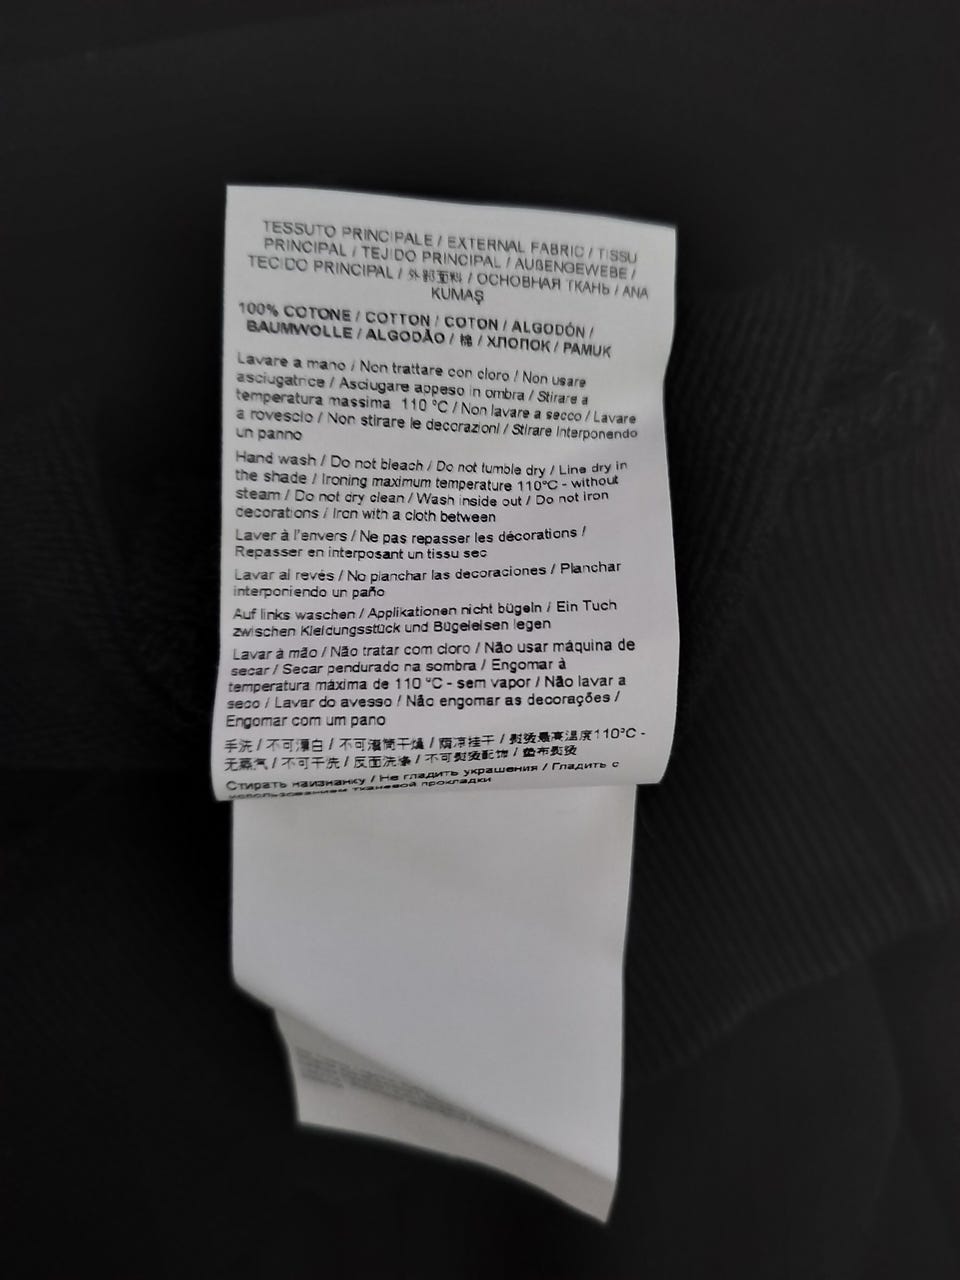 TESSUTO PRINCIPALE / EXTERNAL FABRIC / TISSU
PRINCIPAL / TEJIDO PRINCIPAL / AUßENGEWEBE /
TECIDO PRINCIPAL / 外部面料 / ОСНОВНАЯ ТКАНЬ / ANA
KUMAŞ
100% COTONE / COTTON / COTON / ALGODÓN /
BAUMWOLLE / ALGODÃO / 棉 / ХЛОПОК / PAMUK
Lavare a mano / Non trattare con cloro / Non usare
asciugatrice / Asciugare appeso in ombra / Stirare a
temperatura massima 110 °C / Non lavare a secco / Lavare
a rovescio / Non stirare le decorazioni / Stirare interponendo
un panno
Hand wash / Do not bleach / Do not tumble dry / Line dry in
the shade / Ironing maximum temperature 110°C - without
steam / Do not dry clean / Wash inside out / Do not iron
decorations / Iron with a cloth between
Laver à l'envers / Ne pas repasser les décorations /
Repasser en interposant un tissu sec
Lavar al revés / No planchar las decoraciones / Planchar
interponiendo un paño
Auf links waschen / Applikationen nicht bügeln / Ein Tuch
zwischen Kleidungsstück und Bügeleisen legen
Lavar à mão / Não tratar com cloro / Não usar máquina de
secar / Secar pendurado na sombra / Engomar à
temperatura máxima de 110 °C - sem vapor / Não lavar a
seco / Lavar do avesso / Não engomar as decorações /
Engomar com um pano
手洗 / 不可漂白 / 不可滚筒干燥 / 阴凉挂干 / 熨烫最高温度110°C -
无蒸气 / 不可干洗 / 反面洗涤 / 不可熨烫配饰 / 垫布熨烫
Стирать наизнанку / Не гладить украшения / Гладить с
использованием тканевой прокладки